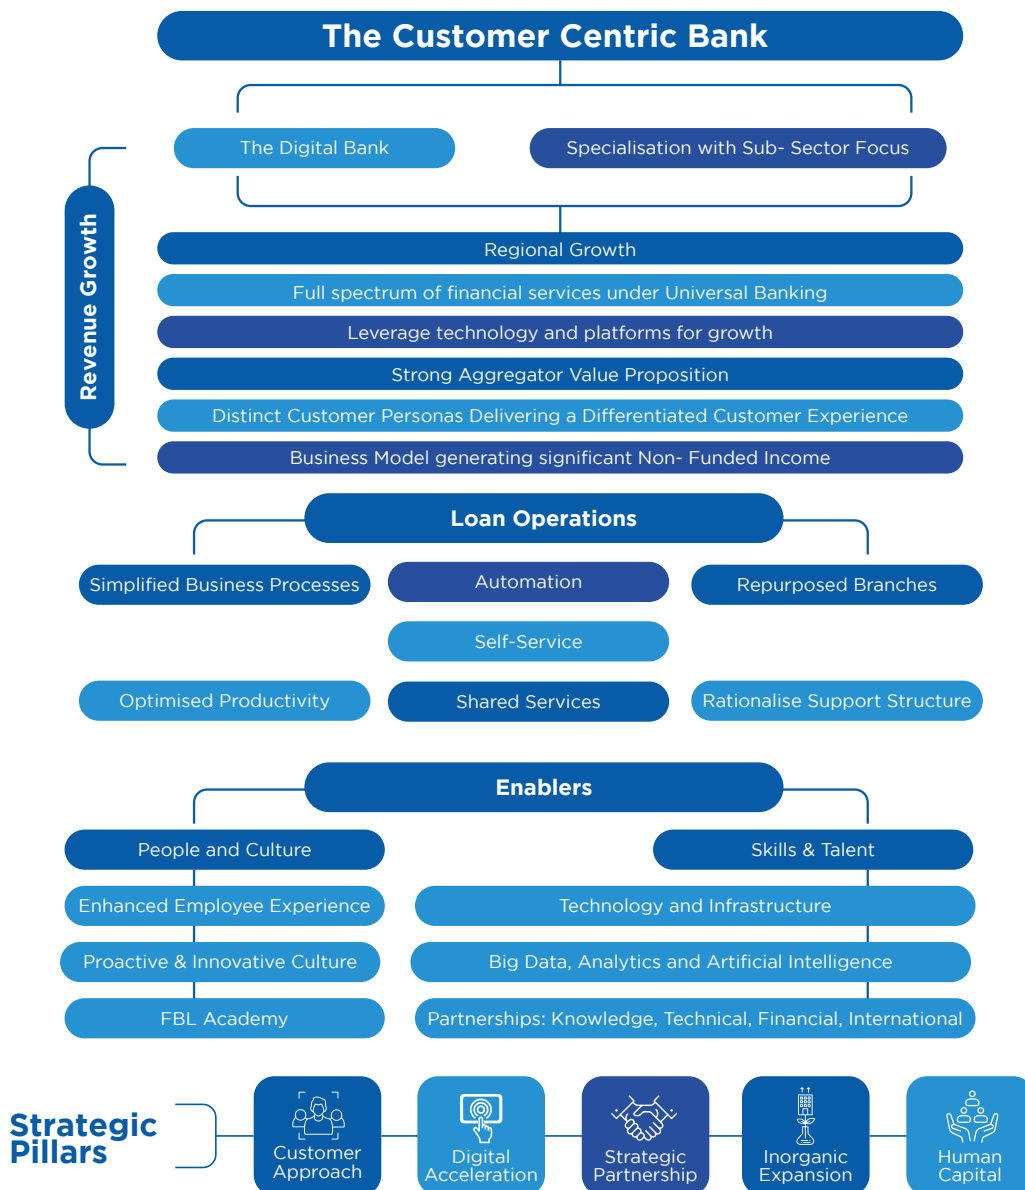 The Customer Centric Bank
The Digital Bank
Specialisation with Sub- Sector Focus
Revenue Growth
Regional Growth
Full spectrum of financial services under Universal Banking
Leverage technology and platforms for growth
Strong Aggregator Value Proposition
Distinct Customer Personas Delivering a Differentiated Customer Experience
Business Model generating significant Non- Funded Income
Loan Operations
Simplified Business Processes
Automation
Repurposed Branches
Self-Service
Optimised Productivity
Shared Services
Rationalise Support Structure
Enablers
People and Culture
Skills & Talent
Enhanced Employee Experience
Technology and Infrastructure
Proactive & Innovative Culture
Big Data, Analytics and Artificial Intelligence
FBL Academy
Partnerships: Knowledge, Technical, Financial, International
Strategic
Pillars
Customer
Approach
Digital
Acceleration
Strategic
Partnership
Inorganic
Expansion
Human
Capital